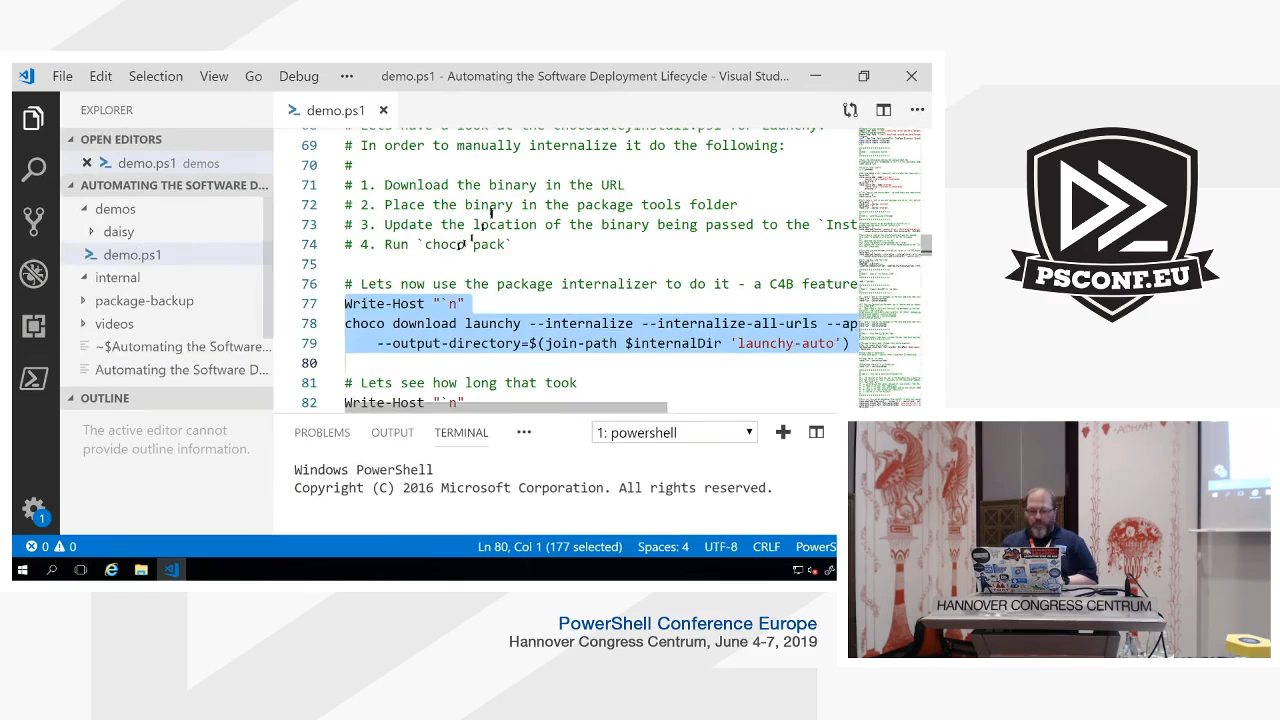 File Edit Selection View Go Debug ••• demo.ps1 - Automating the Software Deployment Lifecycle - Visual Stud...
EXPLORER
OPEN EDITORS
AUTOMATING THE SOFTWARE D...
demos
daisy
demo.ps1
internal
package-backup
videos
~$Automating the software...
Automating the Software D...
OUTLINE
The active editor cannot
provide outline information.
1
demo.ps1
69 # In order to manually internalize it do the following:
70
71 # 1. Download the binary in the URL
72 # 2. Place the binary in the package tools folder
73 # 3. Update the location of the binary being passed to the `Inst
74 # 4. Run `choco pack`
75
76 # Lets now use the package internalizer to do it - a C4B feature
77 Write-Host "`n"
78 choco download launchy --internalize --internalize-all-urls --ap
79 --output-directory=$(join-path $internalDir 'launchy-auto')
80
81 # Lets see how long that took
82
PROBLEMS OUTPUT TERMINAL ••• 1: powershell
Windows PowerShell
Copyright (C) 2016 Microsoft Corporation. All rights reserved.
0 0 Ln 80, Col 1 (177 selected) Spaces: 4 UTF-8 CRLF PowerS
PSCONF.EU
HANNOVER CONGRESS CENTRUM
PowerShell Conference Europe
Hannover Congress Centrum, June 4-7, 2019